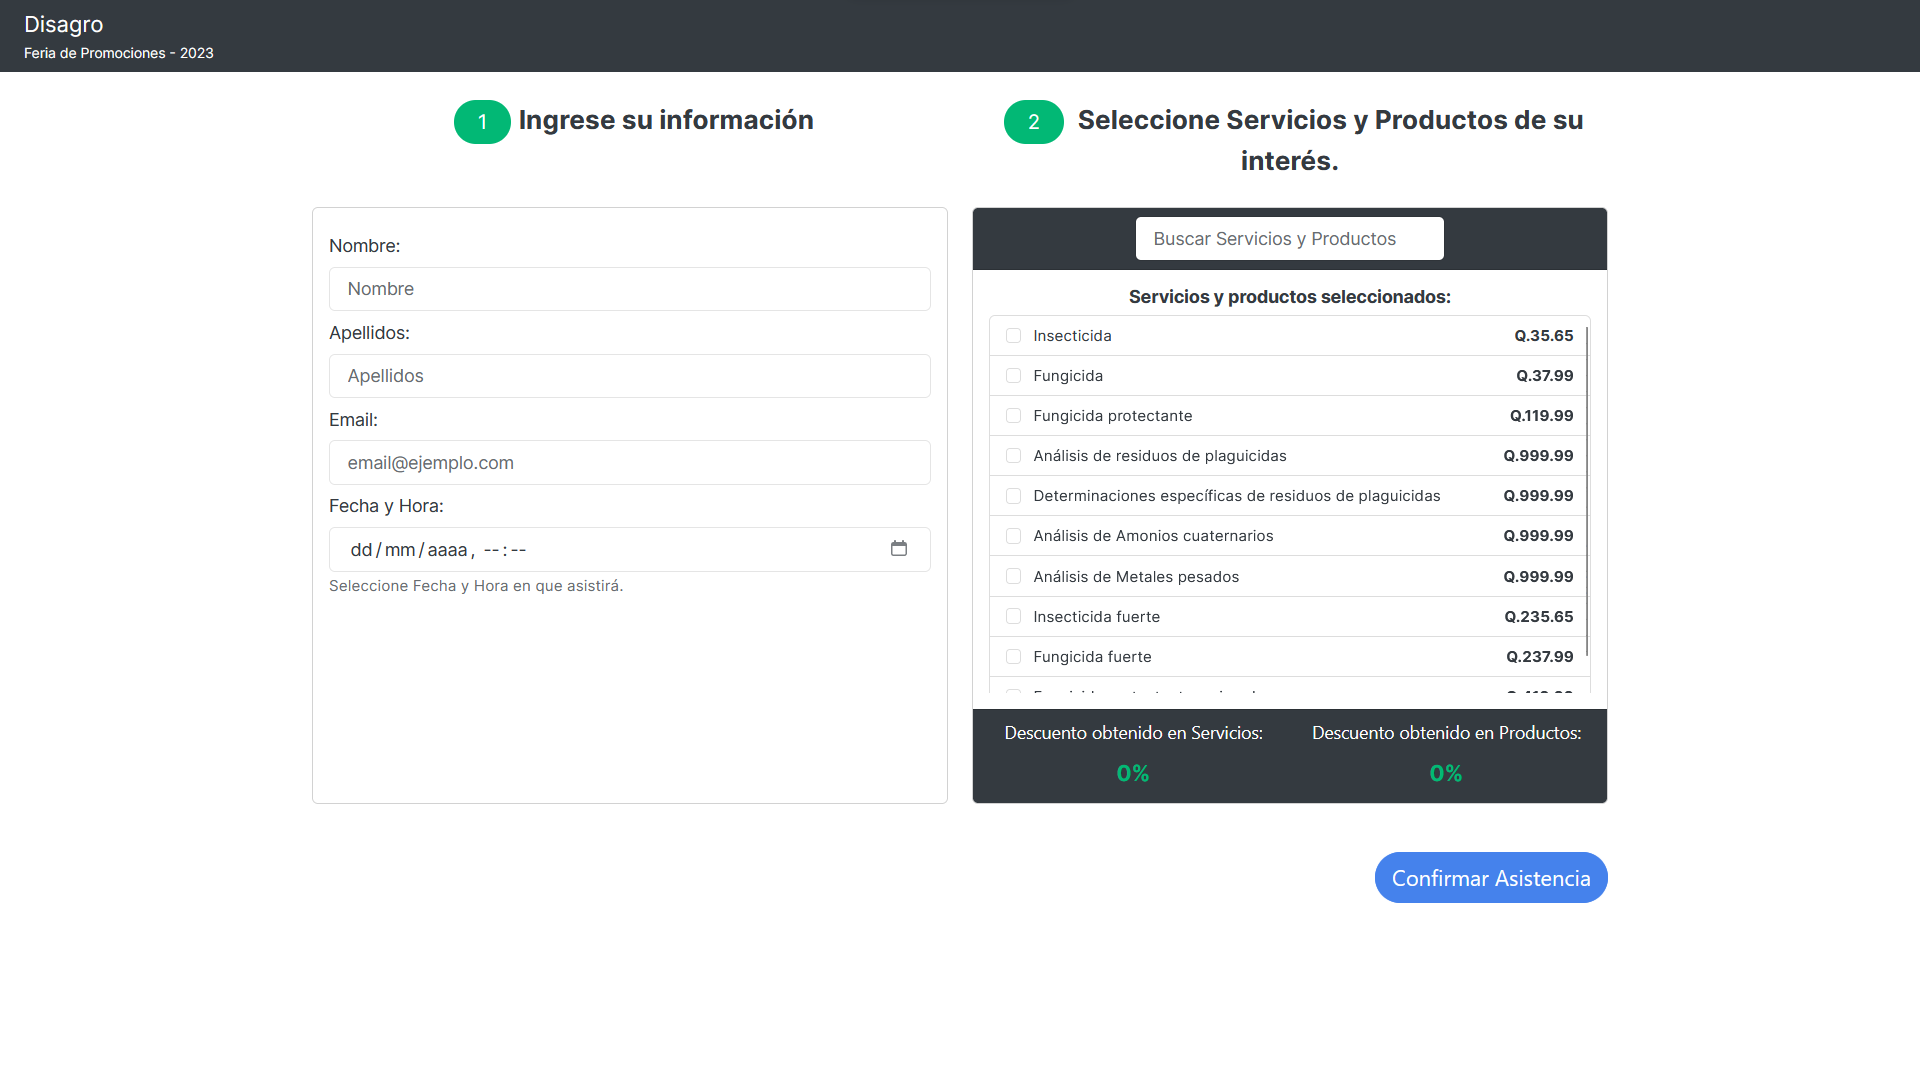 Disagro
Feria de Promociones - 2023
1 Ingrese su información
Nombre:
Nombre
Apellidos:
Apellidos
Email:
email@ejemplo.com
Fecha y Hora:
dd/mm/aaaa, --:--
Seleccione Fecha y Hora en que asistirá.
2 Seleccione Servicios y Productos de su
interés.
Buscar Servicios y Productos
Servicios y productos seleccionados:
Insecticida Q.35.65
Fungicida Q.37.99
Fungicida protectante Q.119.99
Análisis de residuos de plaguicidas Q.999.99
Determinaciones específicas de residuos de plaguicidas Q.999.99
Análisis de Amonios cuaternarios Q.999.99
Análisis de Metales pesados Q.999.99
Insecticida fuerte Q.235.65
Fungicida fuerte Q.237.99
Descuento obtenido en Servicios: Descuento obtenido en Productos:
0% 0%
Confirmar Asistencia